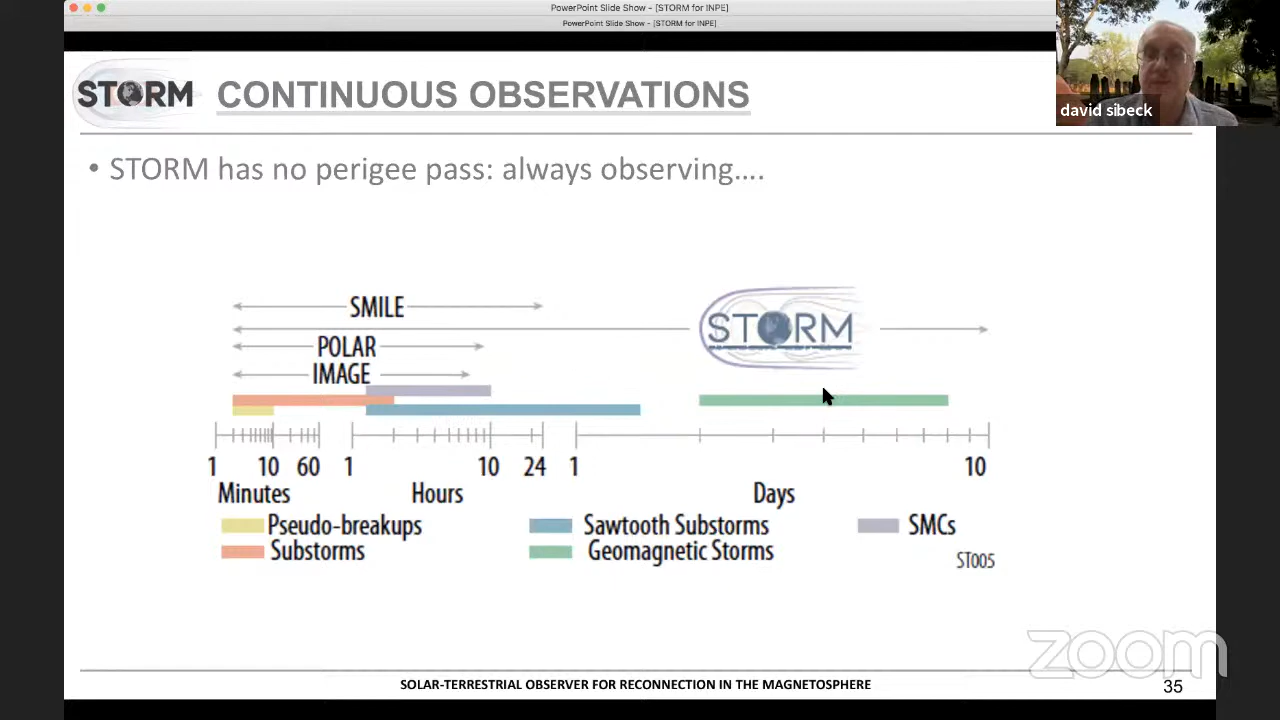 PowerPoint Slide Show - [STORM for INPE]
PowerPoint Slide Show - [STORM for INPE]
david sibeck
STORM CONTINUOUS OBSERVATIONS
• STORM has no perigee pass: always observing....
SMILE
STORM
POLAR
IMAGE
1 10 60 1 10 24 1 10
Minutes Hours Days
Pseudo-breakups Sawtooth Substorms SMCs
Substorms Geomagnetic Storms
ST005
zoom
SOLAR-TERRESTRIAL OBSERVER FOR RECONNECTION IN THE MAGNETOSPHERE
35